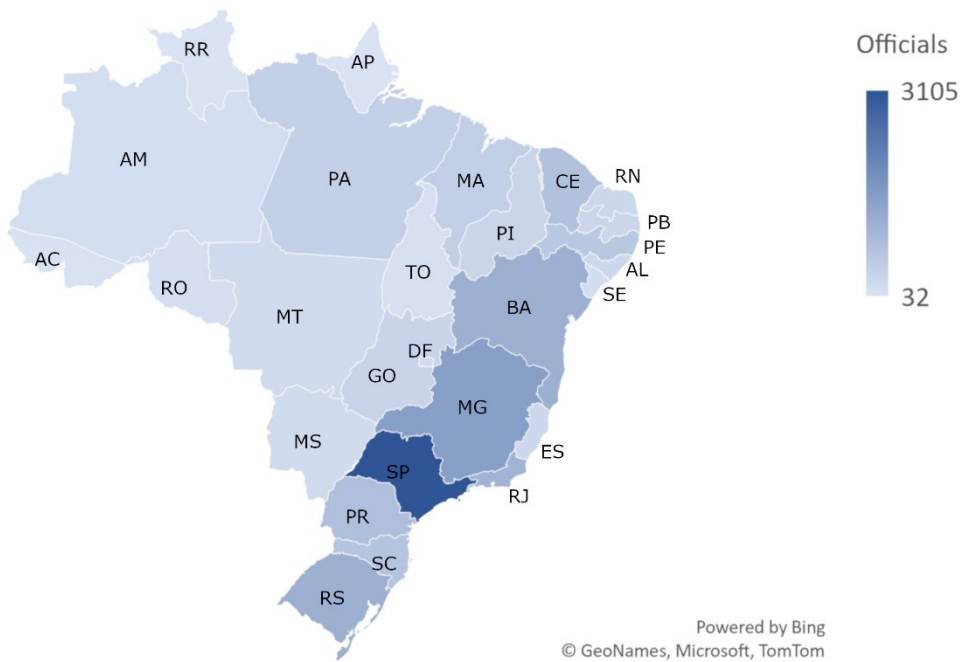 Officials
3105
32
RR
AP
AM
PA
MA
CE
RN
PB
PI
PE
AC
AL
TO
RO
SE
BA
MT
DF
GO
MG
MS
ES
SP
RJ
PR
SC
RS
Powered by Bing
© GeoNames, Microsoft, TomTom